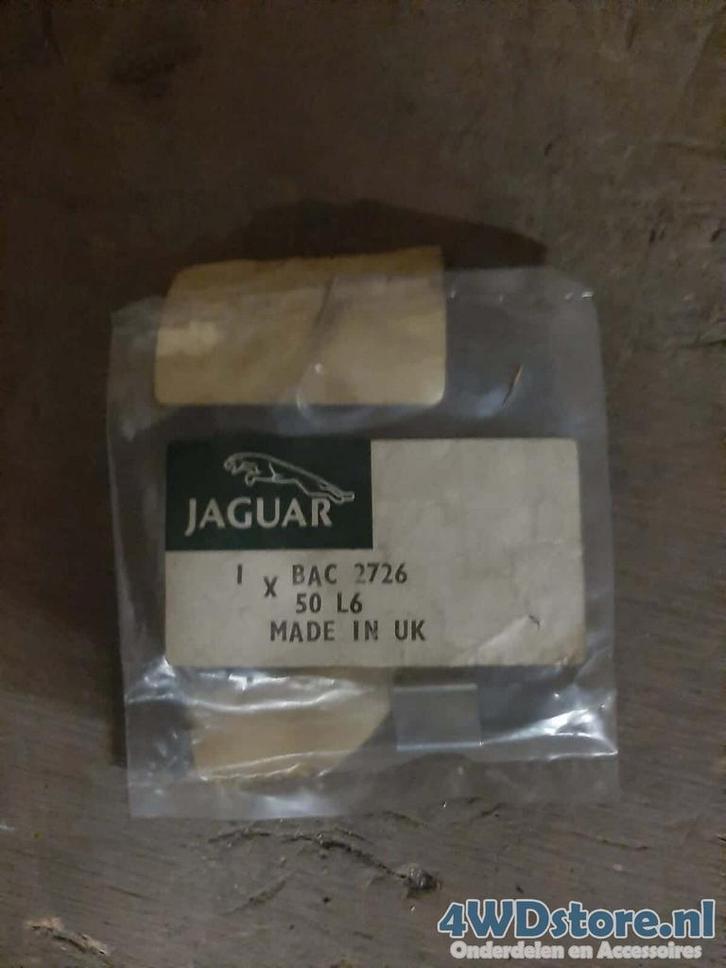 JAGUAR
1 x BAC 2726
50 L6
MADE IN UK
4WDstore.nl
Onderdelen en Accessoires